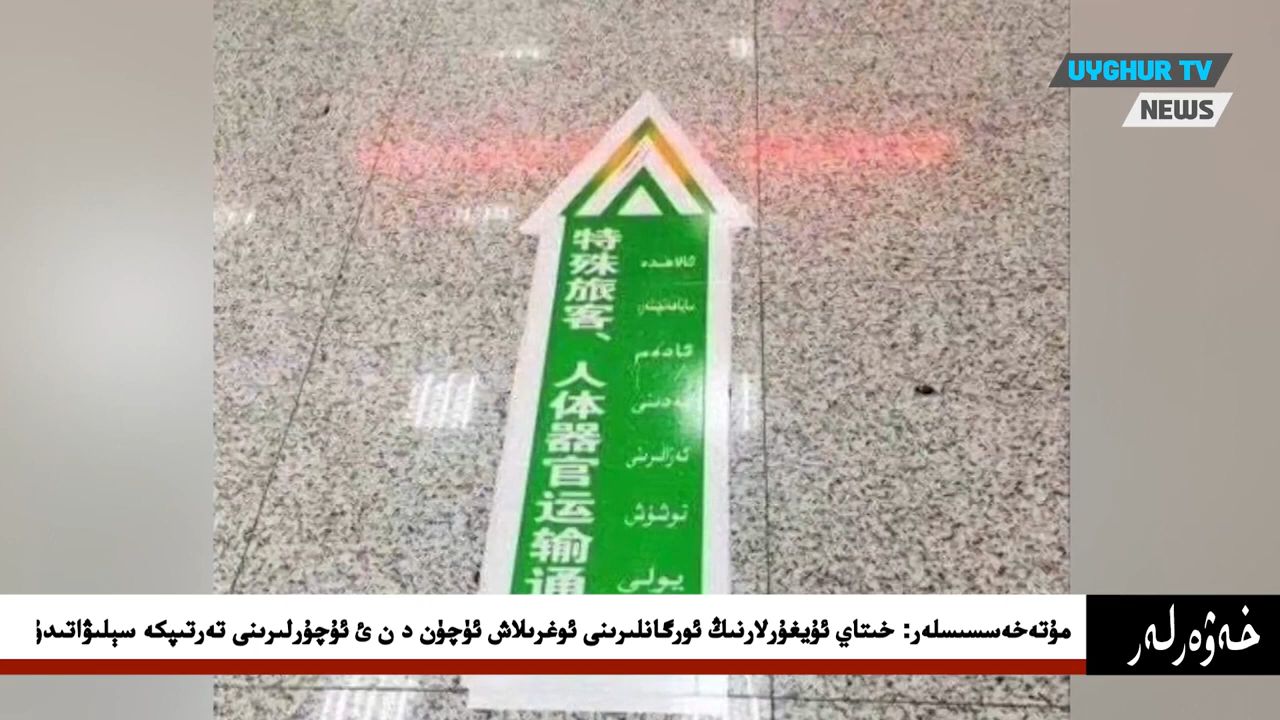 UYGHUR TV
NEWS
特殊旅客、人体器官运输通
ئالاھىدە
ئادەم
ئەزالىرىنى
توشۇش
يولى
خەۋەرلەر
مۇتەخەسسىسلەر: خىتاي ئۇيغۇرلارنىڭ ئورگانلىرىنى ئوغرىلاش ئۈچۈن د ن ئ ئۇچۇرلىرىنى تەرتىپكە سېلىۋاتىدۇ